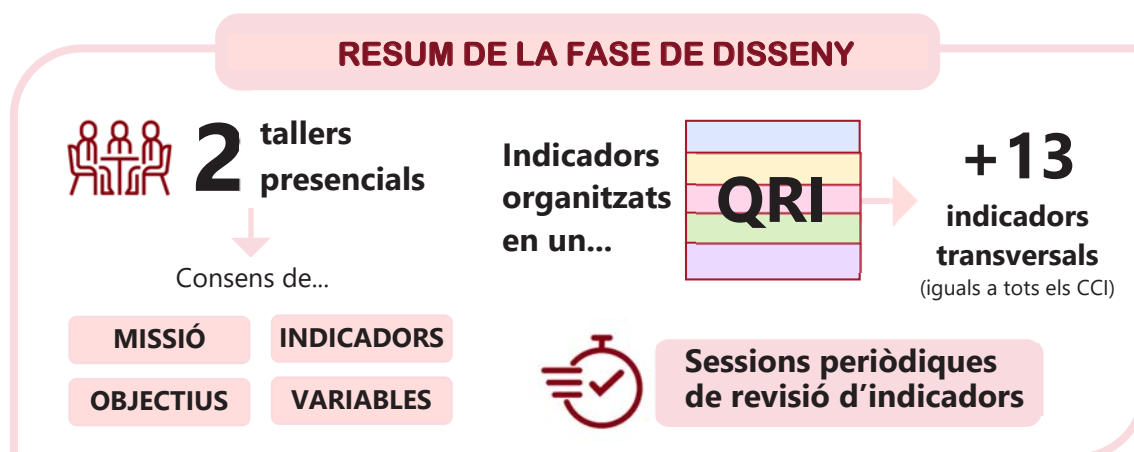 RESUM DE LA FASE DE DISSENY
2
tallers
presencials
Consens de...
MISSIÓ
INDICADORS
OBJECTIUS
VARIABLES
Indicadors
organitzats
en un...
QRI
+13
indicadors
transversals
(iguals a tots els CCI)
Sessions periòdiques
de revisió d’indicadors